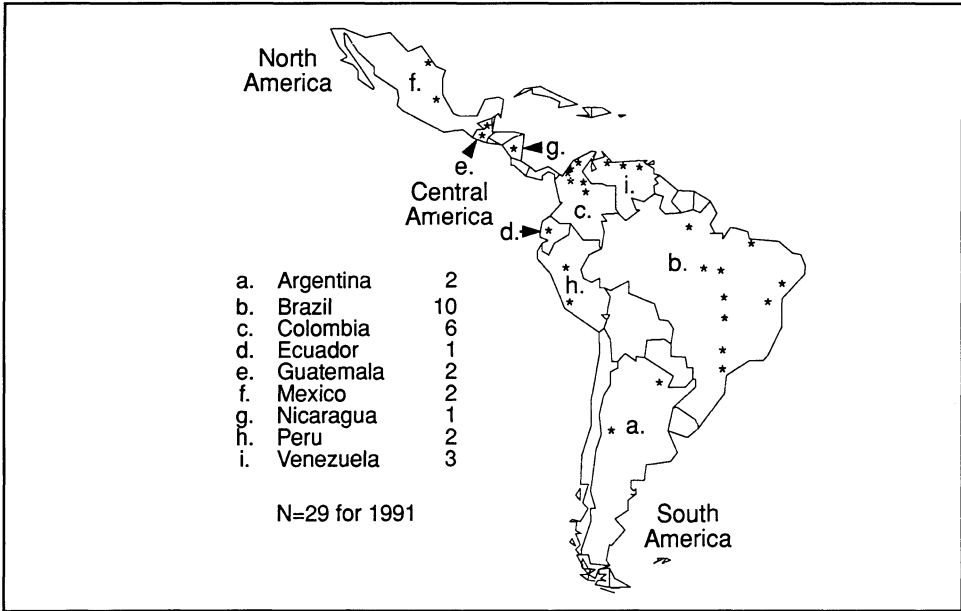 North
America
f.
g.
e.
Central
America
i.
c.
d.
b.
h.
a. Argentina 2
b. Brazil 10
c. Colombia 6
d. Ecuador 1
e. Guatemala 2
f. Mexico 2
g. Nicaragua 1
h. Peru 2
i. Venezuela 3
a.
N=29 for 1991
South
America